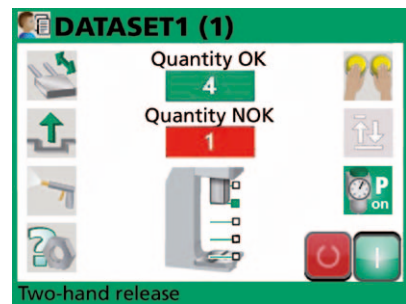 DATASET1 (1)
Quantity OK
4
Quantity NOK
1
P
on
Two-hand release